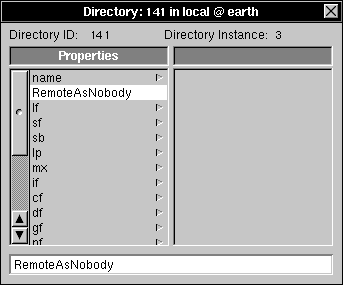 Directory: 141 in local @ earth
Directory ID: 141 Directory Instance: 3
Properties
name
RemoteAsNobody
lf
sf
sb
lp
mx
if
cf
df
gf
nf
RemoteAsNobody